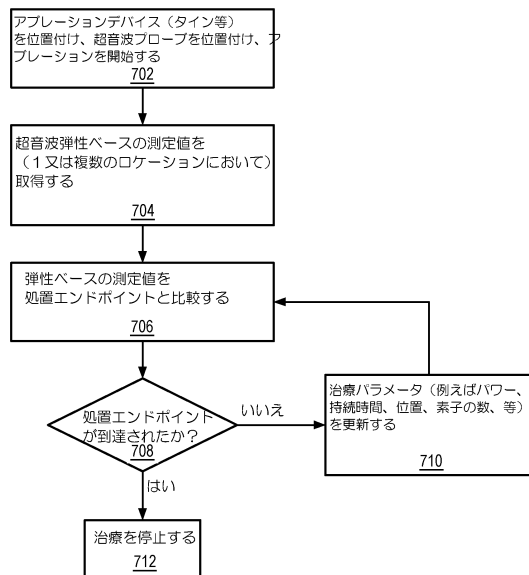 アブレーションデバイス（タイン等）
を位置付け、超音波プローブを位置付け、ア
ブレーションを開始する
702
超音波弾性ベースの測定値を
（１又は複数のロケーションにおいて）
取得する
704
弾性ベースの測定値を
処置エンドポイントと比較する
706
処置エンドポイント
が到達されたか？
708
いいえ
治療パラメータ（例えばパワー、
持続時間、位置、素子の数、等）
を更新する
710
はい
治療を停止する
712